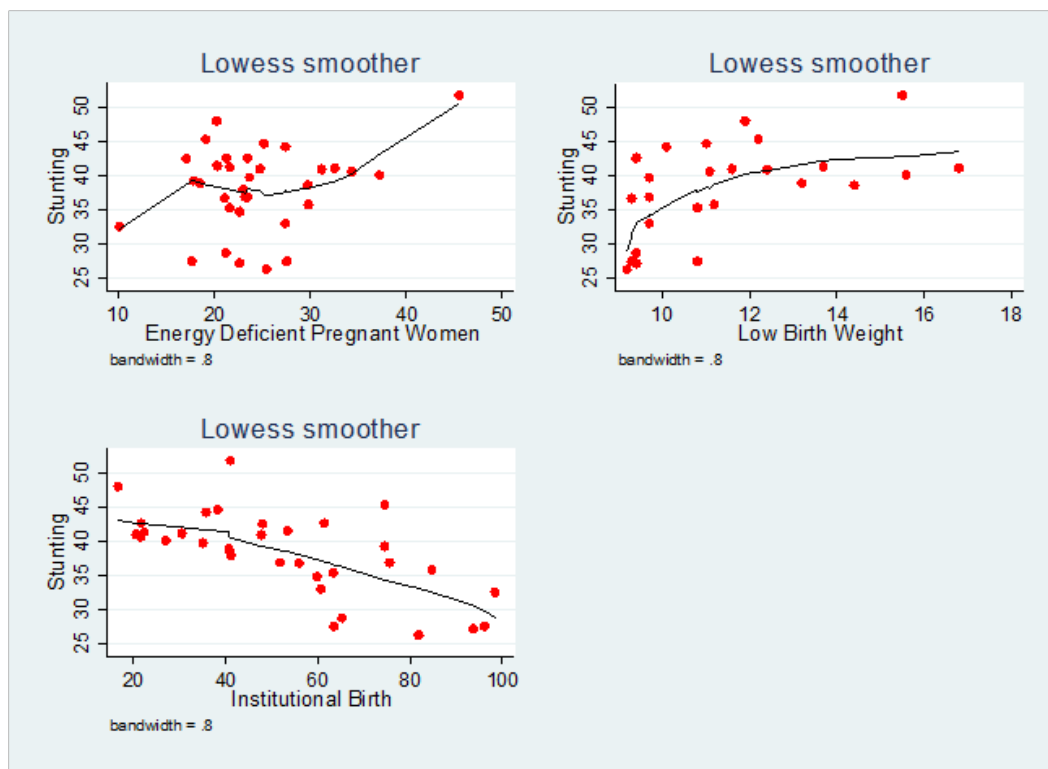 Lowess smoother
Stunting
50
45
40
35
30
25
10 20 30 40 50
Energy Deficient Pregnant Women
bandwidth = .8
Lowess smoother
Stunting
50
45
40
35
30
25
10 12 14 16 18
Low Birth Weight
bandwidth = .8
Lowess smoother
Stunting
50
45
40
35
30
25
20 40 60 80 100
Institutional Birth
bandwidth = .8